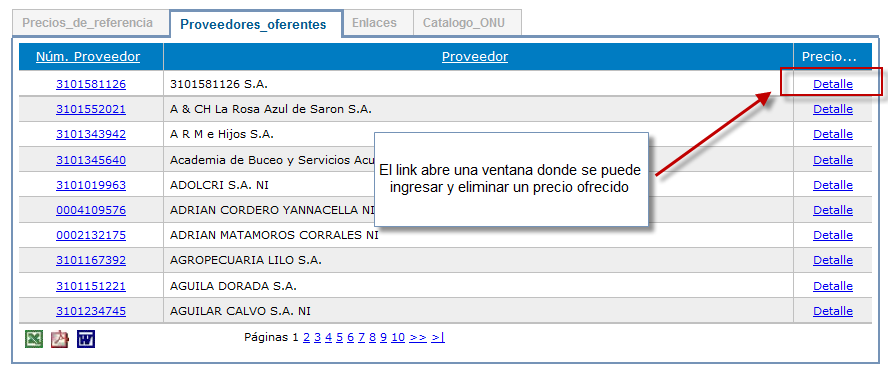 Precios_de_referencia Proveedores_oferentes Enlaces Catalogo_ONU
Núm. Proveedor Proveedor Precio...
3101581126 3101581126 S.A. Detalle
3101552021 A & CH La Rosa Azul de Saron S.A. Detalle
3101343942 A R M e Hijos S.A. Detalle
3101345640 Academia de Buceo y Servicios Acu Detalle
3101019963 ADOLCRI S.A. NI Detalle
0004109576 ADRIAN CORDERO YANNACELLA NI Detalle
0002132175 ADRIAN MATAMOROS CORRALES NI Detalle
3101167392 AGROPECUARIA LILO S.A. Detalle
3101151221 AGUILA DORADA S.A. Detalle
3101234745 AGUILAR CALVO S.A. NI Detalle
El link abre una ventana donde se puede
ingresar y eliminar un precio ofrecido
Páginas 1 2 3 4 5 6 7 8 9 10 >> >|